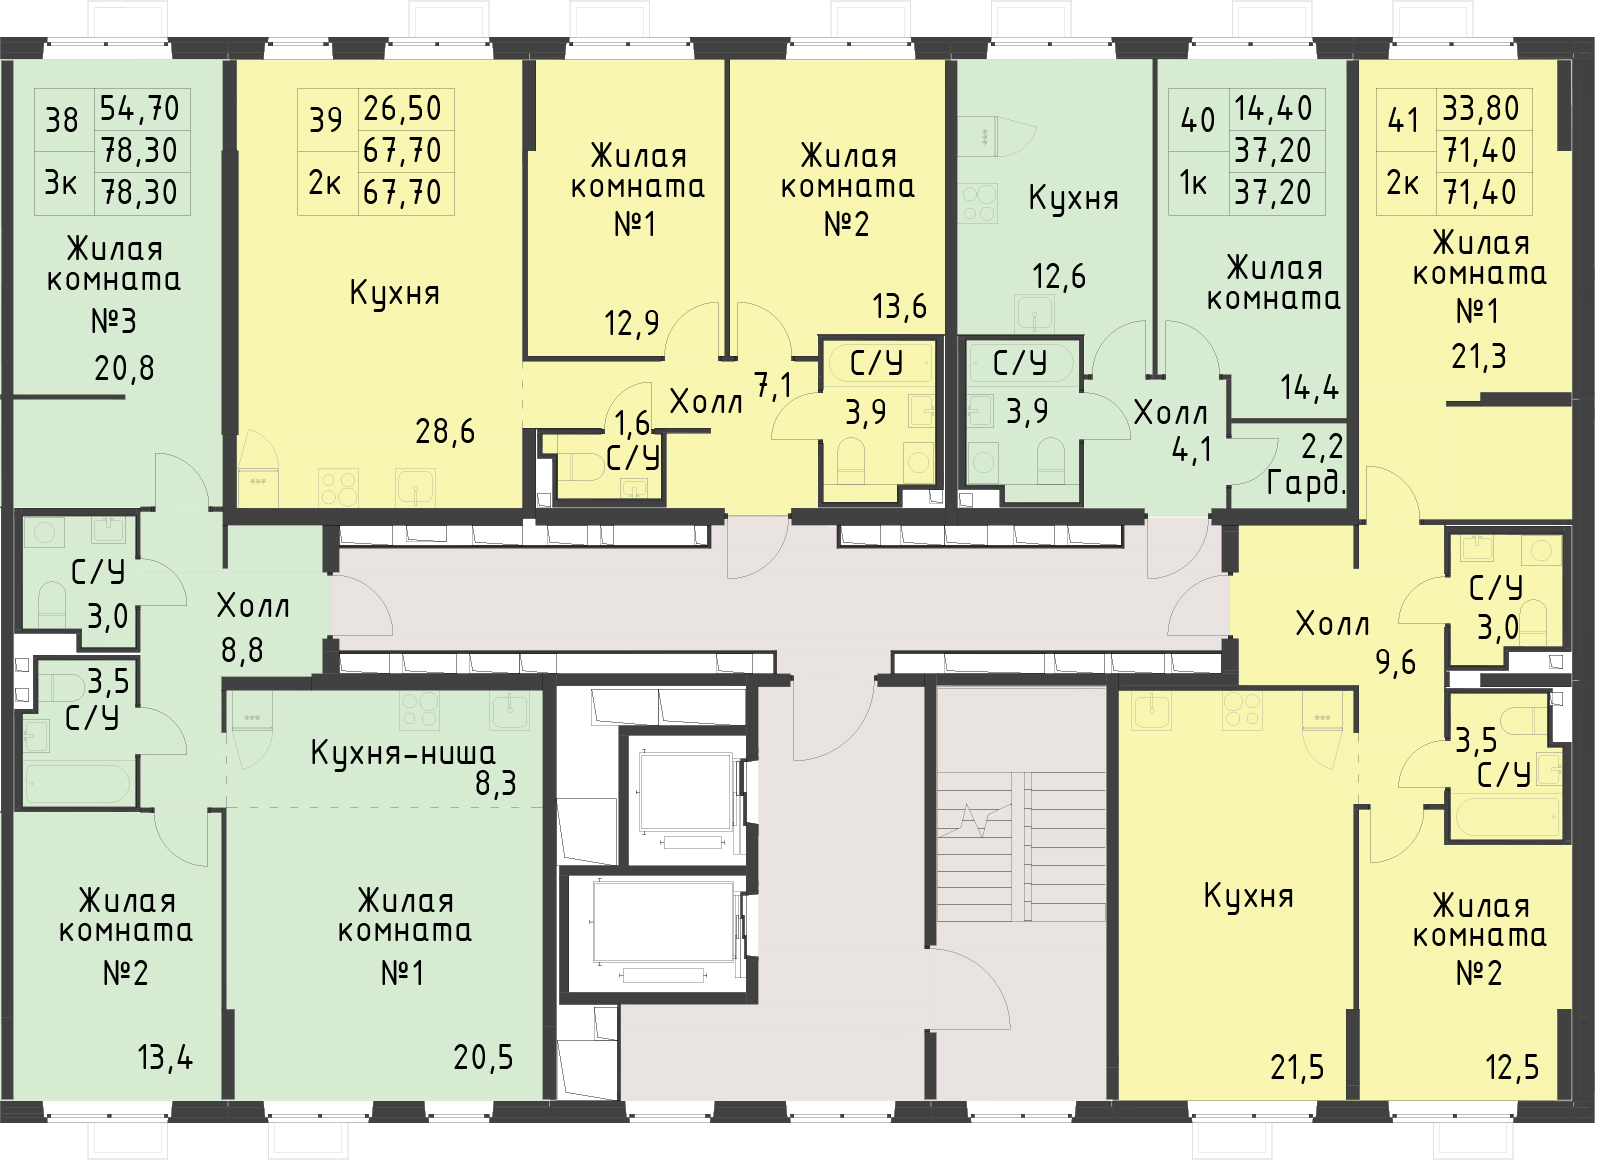 38
54,70
78,30
3к
78,30
Жилая
комната
№3
20,8
39
26,50
67,70
2к
67,70
Кухня
28,6
Жилая
комната
№1
12,9
Жилая
комната
№2
13,6
Холл
7,1
1,6
С/У
С/У
3,9
40
14,40
37,20
1к
37,20
Кухня
12,6
Жилая
комната
14,4
С/У
3,9
Холл
4,1
2,2
Гард.
41
33,80
71,40
2к
71,40
Жилая
комната
№1
21,3
С/У
3,0
Холл
8,8
3,5
С/У
Кухня-ниша
8,3
Жилая
комната
№2
13,4
Жилая
комната
№1
20,5
Холл
9,6
С/У
3,0
3,5
С/У
Кухня
21,5
Жилая
комната
№2
12,5